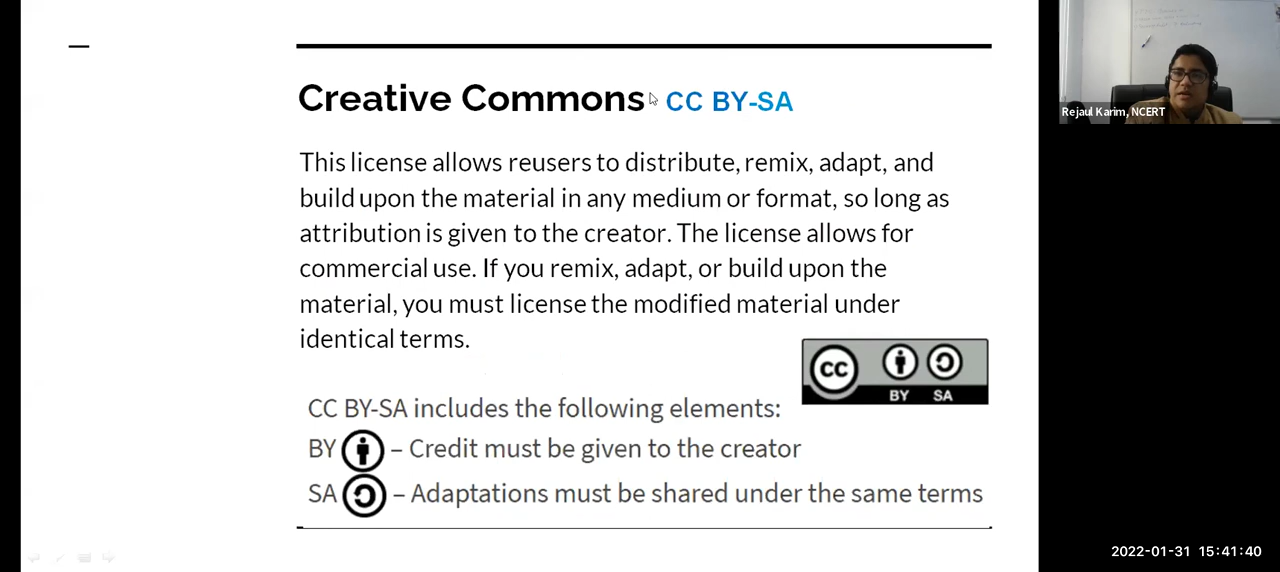 Creative Commons CC BY-SA
This license allows reusers to distribute, remix, adapt, and
build upon the material in any medium or format, so long as
attribution is given to the creator. The license allows for
commercial use. If you remix, adapt, or build upon the
material, you must license the modified material under
identical terms.
CC BY SA
CC BY-SA includes the following elements:
BY – Credit must be given to the creator
SA – Adaptations must be shared under the same terms
Rejaul Karim, NCERT
2022-01-31 15:41:40